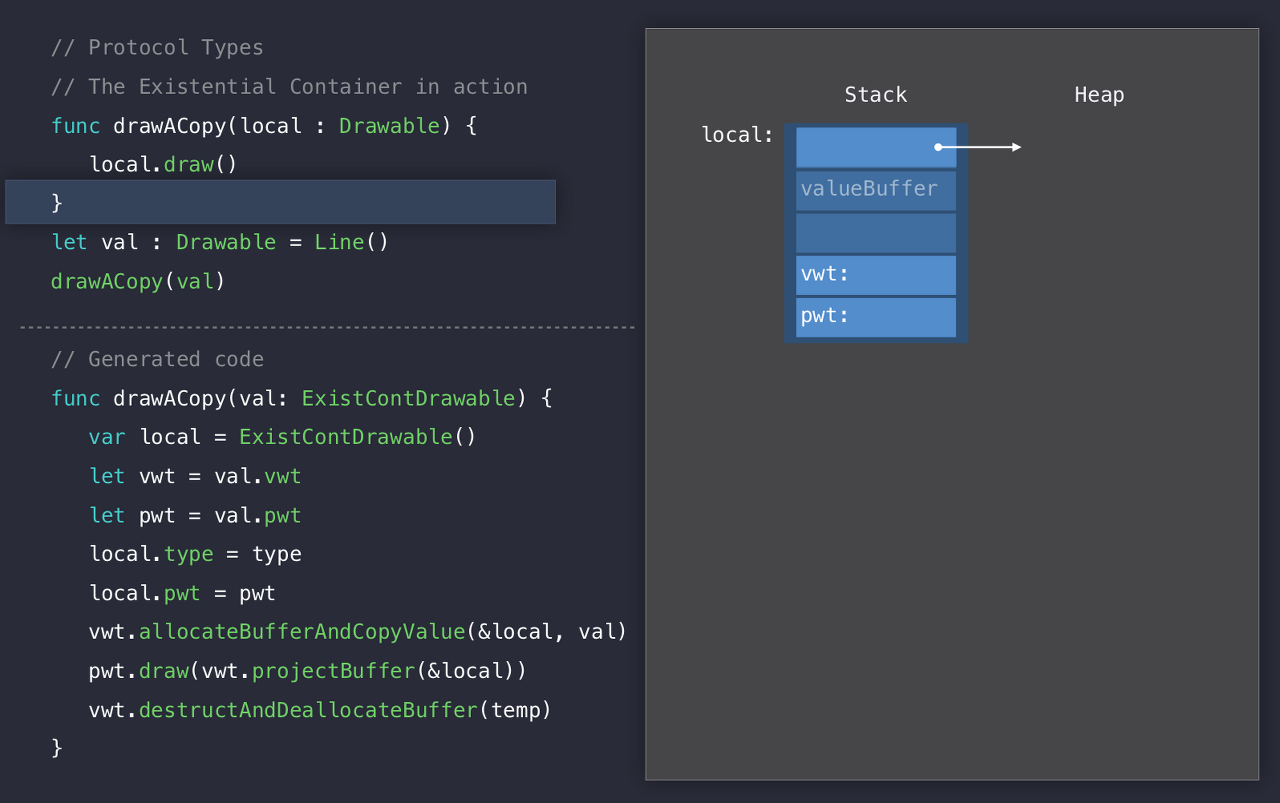 // Protocol Types
// The Existential Container in action
func drawACopy(local : Drawable) {
local.draw()
}
let val : Drawable = Line()
drawACopy(val)
// Generated code
func drawACopy(val: ExistContDrawable) {
var local = ExistContDrawable()
let vwt = val.vwt
let pwt = val.pwt
local.type = type
local.pwt = pwt
vwt.allocateBufferAndCopyValue(&local, val)
pwt.draw(vwt.projectBuffer(&local))
vwt.destructAndDeallocateBuffer(temp)
}
Stack Heap
local:
valueBuffer
vwt:
pwt: